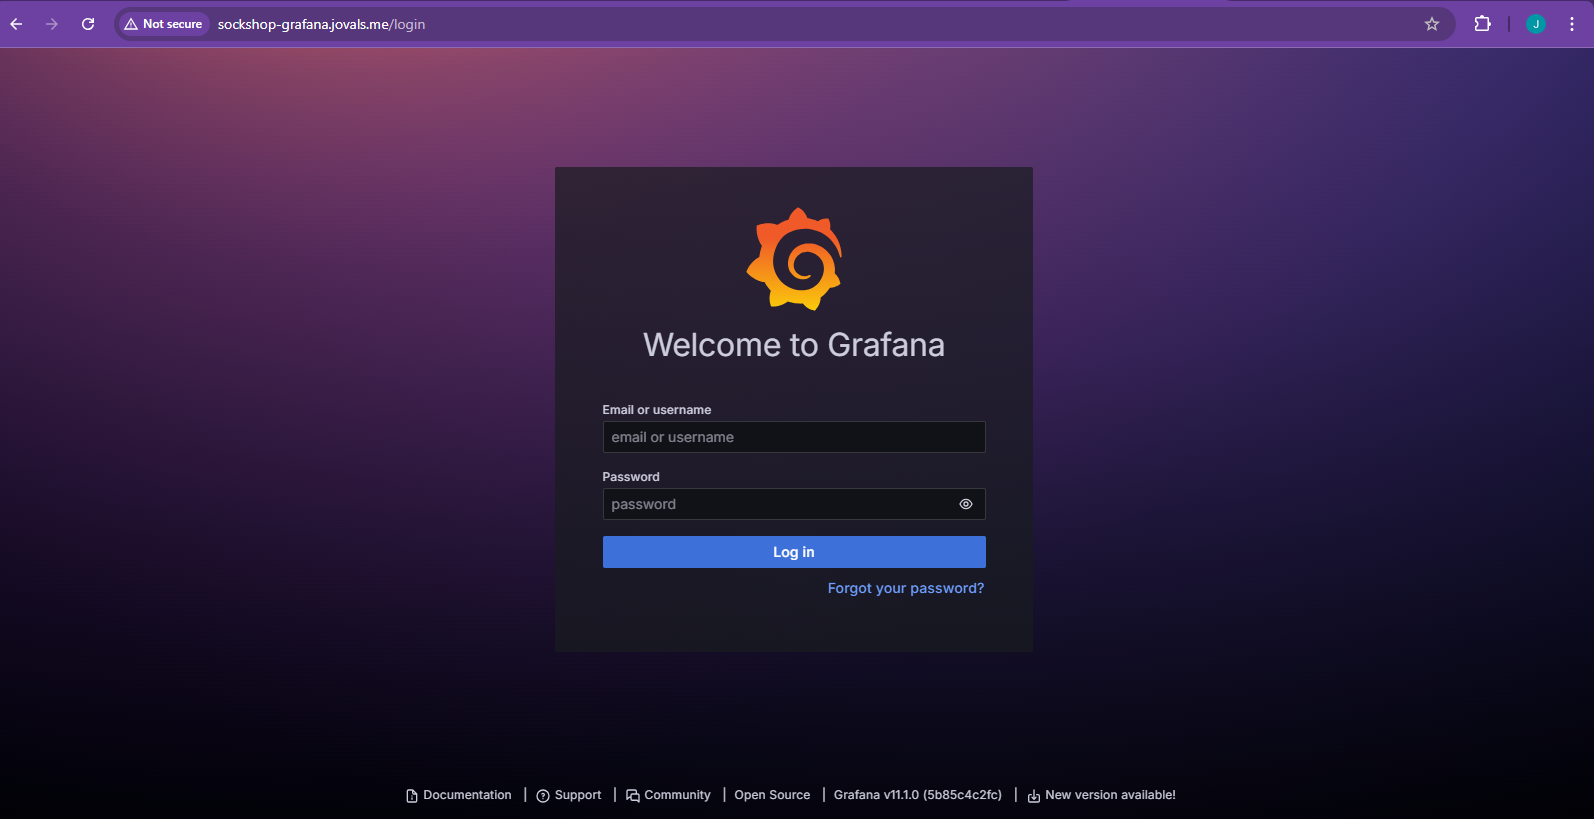 Not secure sockshop-grafana.jovals.me/login
J
Welcome to Grafana
Email or username
email or username
Password
password
Log in
Forgot your password?
Documentation | Support | Community | Open Source | Grafana v11.1.0 (5b85c4c2fc) | New version available!